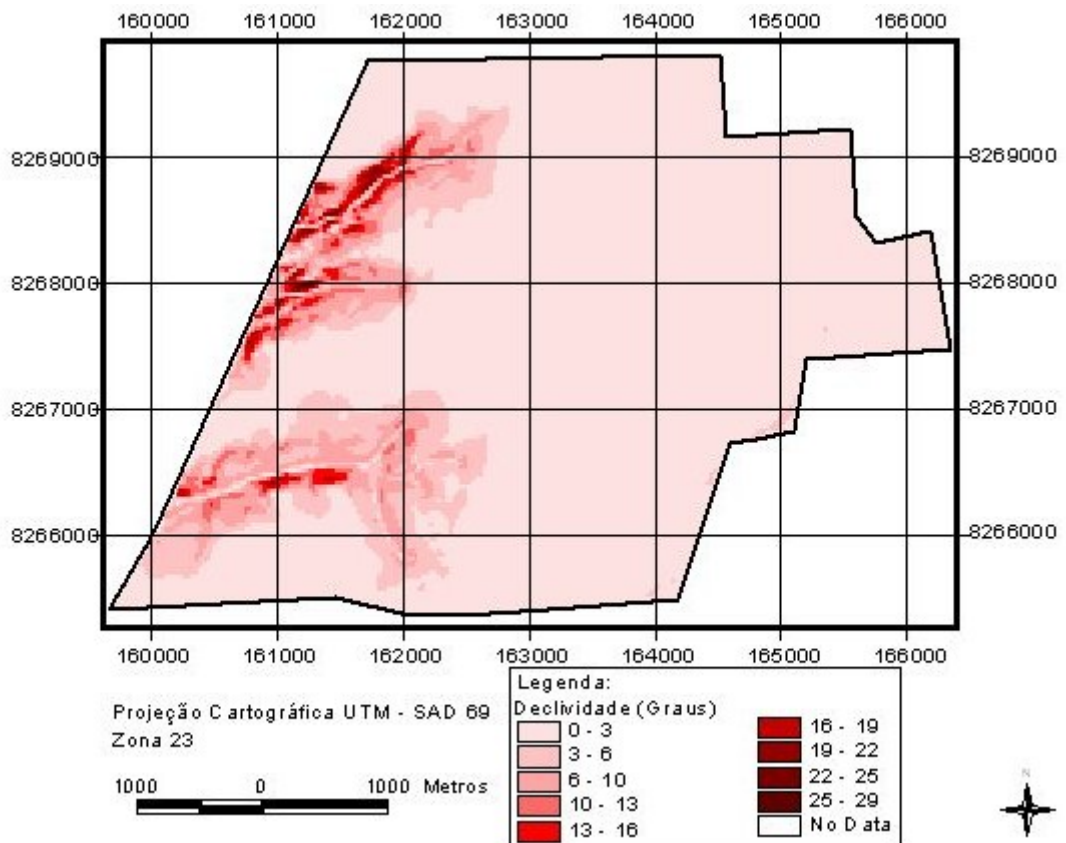 160000 161000 162000 163000 164000 165000 166000
8269000 8269000
8268000 8268000
8267000 8267000
8266000 8266000
160000 161000 162000 163000 164000 165000 166000
Projeção Cartográfica UTM - SAD 69
Zona 23
1000 0 1000 Metros
Legenda:
Declividade (Graus)
0 - 3
3 - 6
6 - 10
10 - 13
13 - 16
16 - 19
19 - 22
22 - 25
25 - 29
No Data
N